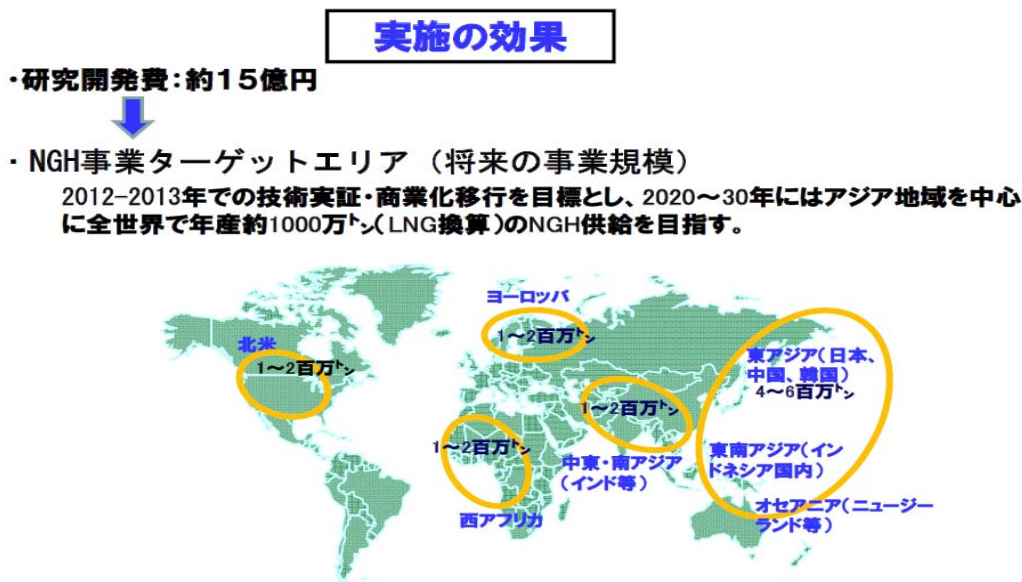 実施の効果
・研究開発費：約15億円
・NGH事業ターゲットエリア（将来の事業規模）
2012-2013年での技術実証・商業化移行を目標とし、2020～30年にはアジア地域を中心
に全世界で年産約1000万㌧（LNG換算）のNGH供給を目指す。
ヨーロッパ
1～2百万㌧
北米
1～2百万㌧
東アジア（日本、
中国、韓国）
4～6百万㌧
1～2百万㌧
1～2百万㌧
中東・南アジア
（インド等）
東南アジア（イン
ドネシア国内）
西アフリカ
オセアニア（ニュージー
ランド等）